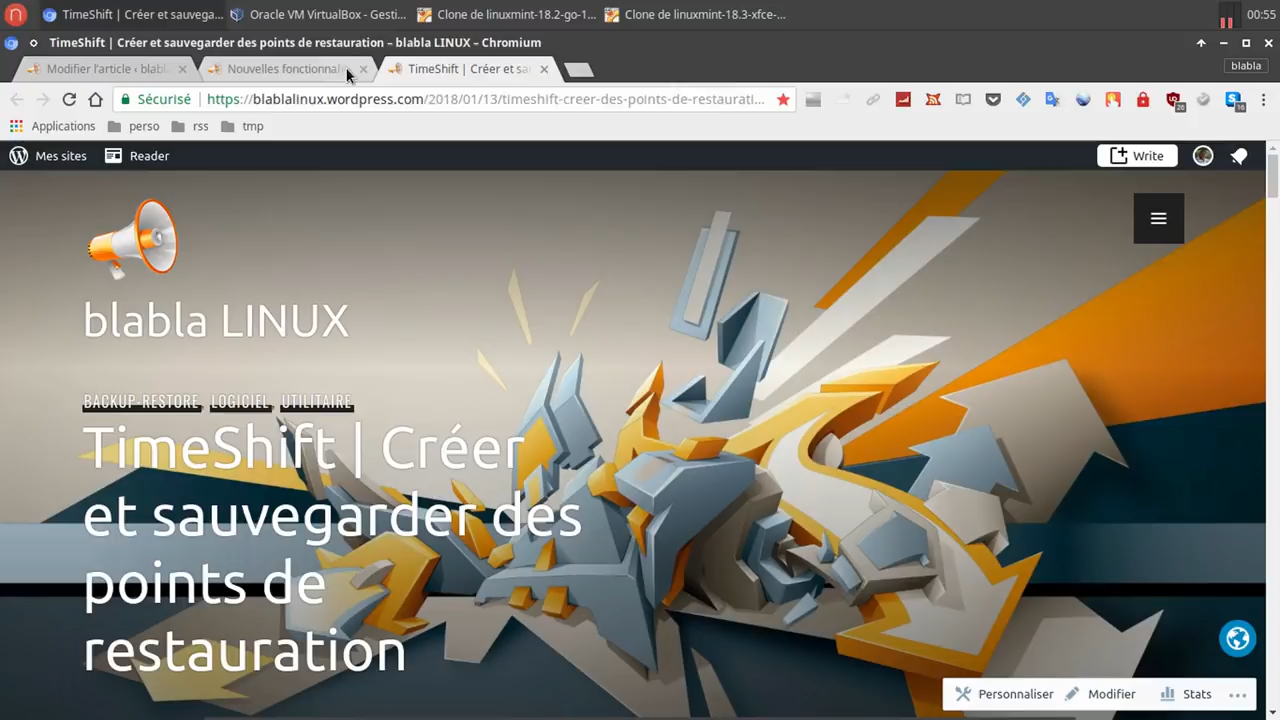 TimeShift | Créer et sauvega...
Oracle VM VirtualBox - Gesti...
Clone de linuxmint-18.2-go-1...
Clone de linuxmint-18.3-xfce-...
00:55
TimeShift | Créer et sauvegarder des points de restauration – blabla LINUX – Chromium
Modifier l'article ‹ blabl
Nouvelles fonctionnal
TimeShift | Créer et sa
blabla
Sécurisé
https://blablalinux.wordpress.com/2018/01/13/timeshift-creer-des-points-de-restaurati...
26
16
Applications
perso
rss
tmp
Mes sites
Reader
Write
blabla LINUX
BACKUP-RESTORE, LOGICIEL, UTILITAIRE
TimeShift | Créer
et sauvegarder des
points de
restauration
Personnaliser
Modifier
Stats
...